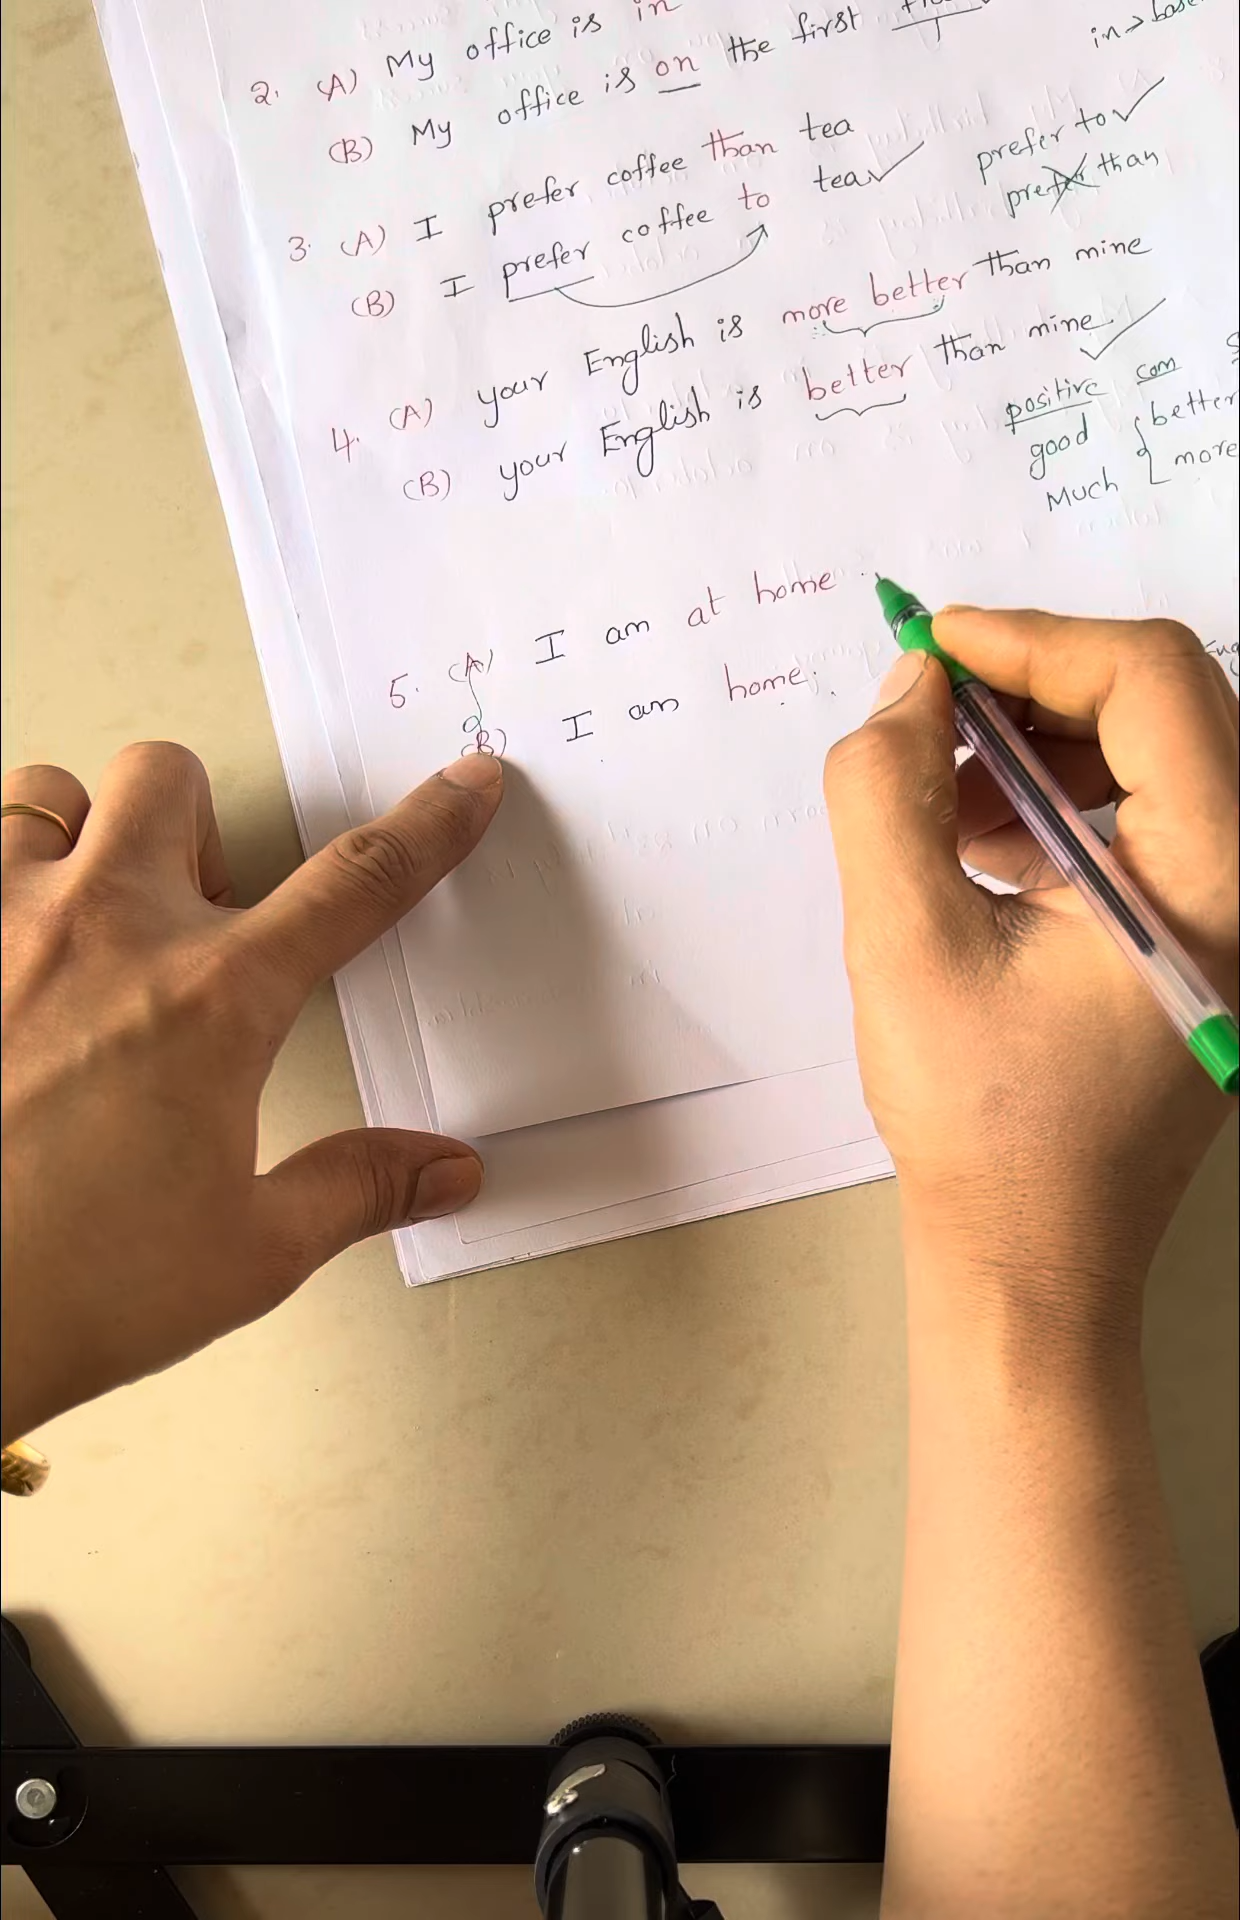 2. (A) My office is in
(B) My office is on the first
in > base
3. (A) I prefer coffee than tea
(B) I prefer coffee to tea ✓
prefer to ✓
prefer than
4. (A) your English is more better than mine
(B) your English is better than mine ✓
positive com
good better
Much more
5. (A) I am at home
(B) I am home.